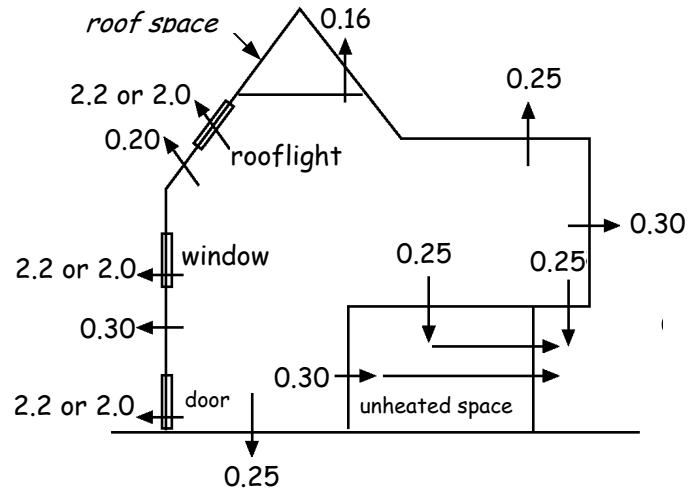 roof space
0.16
2.2 or 2.0
0.25
0.20
rooflight
0.30
window
0.25
0.25
2.2 or 2.0
0.30
0.30
door
unheated space
2.2 or 2.0
0.25